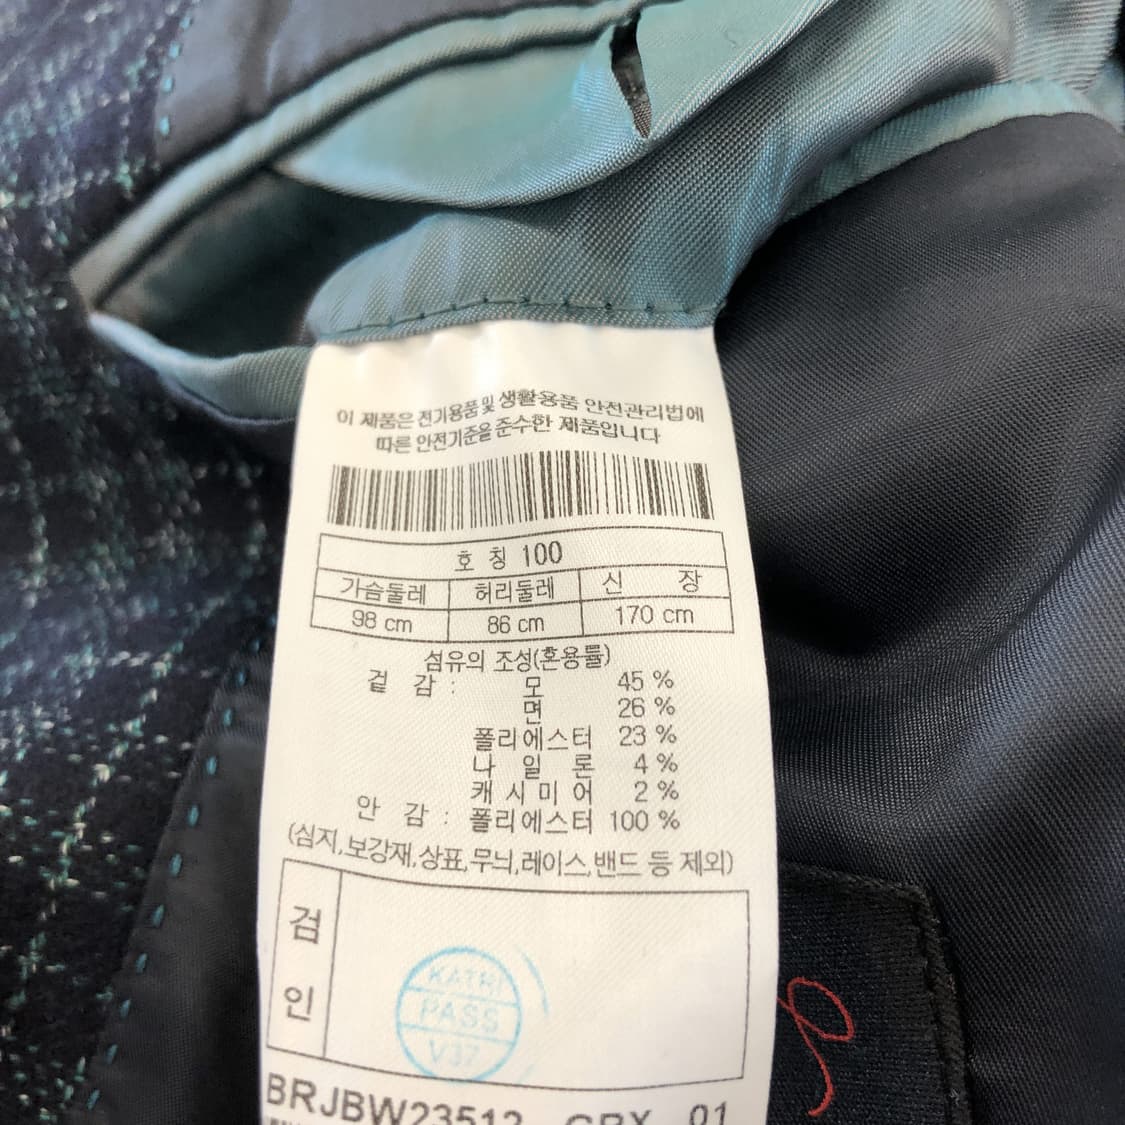 이 제품은 전기용품 및 생활용품 안전관리법에
따른 안전기준을 준수한 제품입니다
호 칭 100
가슴둘레 허리둘레 신 장
98 cm 86 cm 170 cm
섬유의 조성(혼용률)
겉 감 : 모 45 %
면 26 %
폴리에스터 23 %
나 일 론 4 %
캐 시 미 어 2 %
안 감 : 폴리에스터 100 %
(심지,보강재,상표,무늬,레이스,밴드 등 제외)
검인
KATRI
PASS
V37
BRJBW23512 01